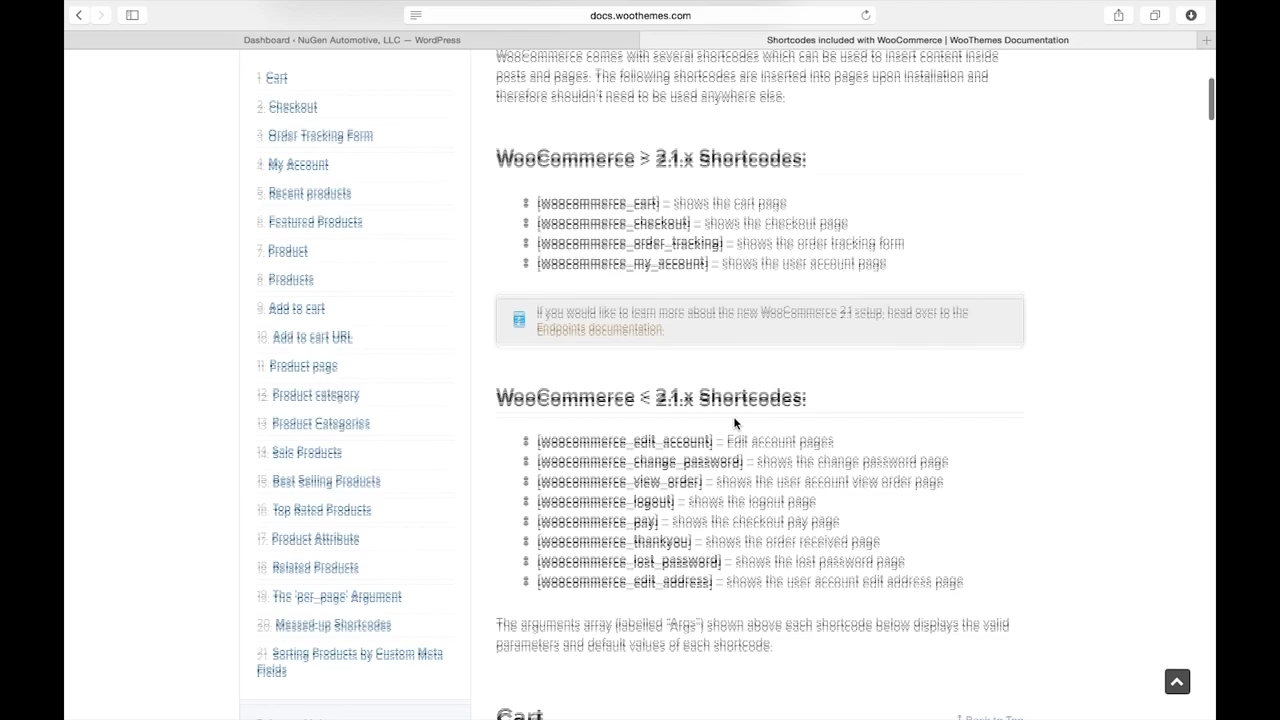 docs.woothemes.com
Dashboard ‹ NuGen Automotive, LLC — WordPress
Shortcodes included with WooCommerce | WooThemes Documentation
1. Cart
2. Checkout
3. Order Tracking Form
4. My Account
5. Recent products
6. Featured Products
7. Product
8. Products
9. Add to cart
10. Add to cart URL
11. Product page
12. Product category
13. Product Categories
14. Sale Products
15. Best Selling Products
16. Top Rated Products
17. Product Attribute
18. Related Products
19. The 'per_page' Argument
20. Messed-up Shortcodes
21. Sorting Products by Custom Meta
Fields
WooCommerce comes with several shortcodes which can be used to insert content inside
posts and pages. The following shortcodes are inserted into pages upon installation and
therefore shouldn't need to be used anywhere else:
WooCommerce > 2.1.x Shortcodes:
[woocommerce_cart] – shows the cart page
[woocommerce_checkout] – shows the checkout page
[woocommerce_order_tracking] – shows the order tracking form
[woocommerce_my_account] – shows the user account page
If you would like to learn more about the new WooCommerce 2.1 setup, head over to the
Endpoints documentation.
WooCommerce < 2.1.x Shortcodes:
[woocommerce_edit_account] – Edit account pages
[woocommerce_change_password] – shows the change password page
[woocommerce_view_order] – shows the user account view order page
[woocommerce_logout] – shows the logout page
[woocommerce_pay] – shows the checkout pay page
[woocommerce_thankyou] – shows the order received page
[woocommerce_lost_password] – shows the lost password page
[woocommerce_edit_address] – shows the user account edit address page
The arguments array (labelled "Args") shown above each shortcode below displays the valid
parameters and default values of each shortcode.
Cart
↑ Back to Top